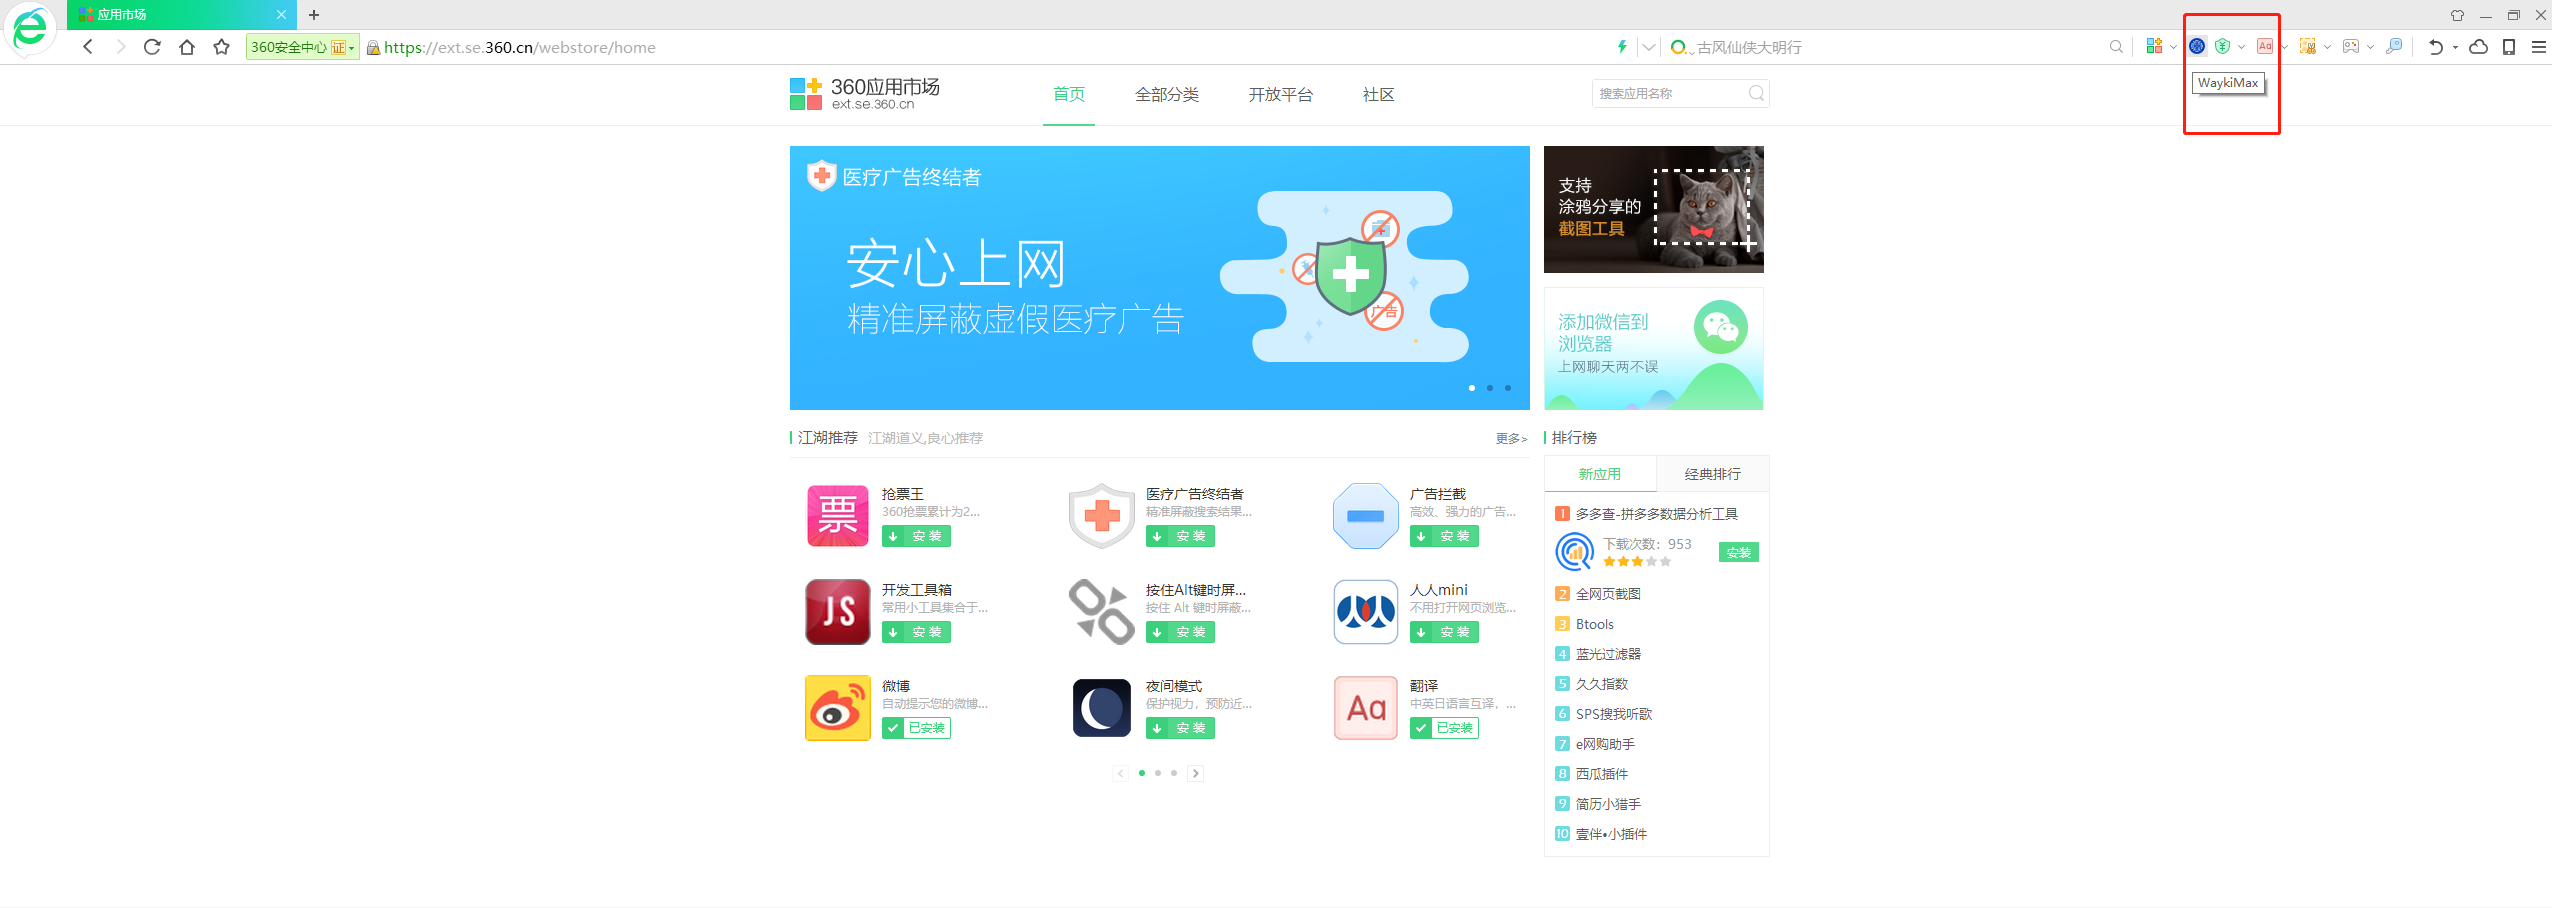 应用市场
360安全中心 证
https://ext.se.360.cn/webstore/home
古风仙侠大明行
Aa
WaykiMax
360应用市场
ext.se.360.cn
首页
全部分类
开放平台
社区
搜索应用名称
医疗广告终结者
安心上网
精准屏蔽虚假医疗广告
广告
支持
涂鸦分享的
截图工具
添加微信到
浏览器
上网聊天两不误
江湖推荐 江湖道义,良心推荐
更多>
票
抢票王
360抢票累计为2...
安装
医疗广告终结者
精准屏蔽搜索结果...
安装
广告拦截
高效、强力的广告...
安装
JS
开发工具箱
常用小工具集合于...
安装
按住Alt键时屏...
按住 Alt 键时屏蔽...
安装
人人mini
不用打开网页浏览...
安装
微博
自动提示您的微博...
已安装
夜间模式
保护视力，预防近...
安装
Aa
翻译
中英日语言互译，...
已安装
排行榜
新应用
经典排行
1 多多查-拼多多数据分析工具
下载次数：953
安装
2 全网页截图
3 Btools
4 蓝光过滤器
5 久久指数
6 SPS搜我听歌
7 e网购助手
8 西瓜插件
9 简历小猎手
10 壹伴•小插件